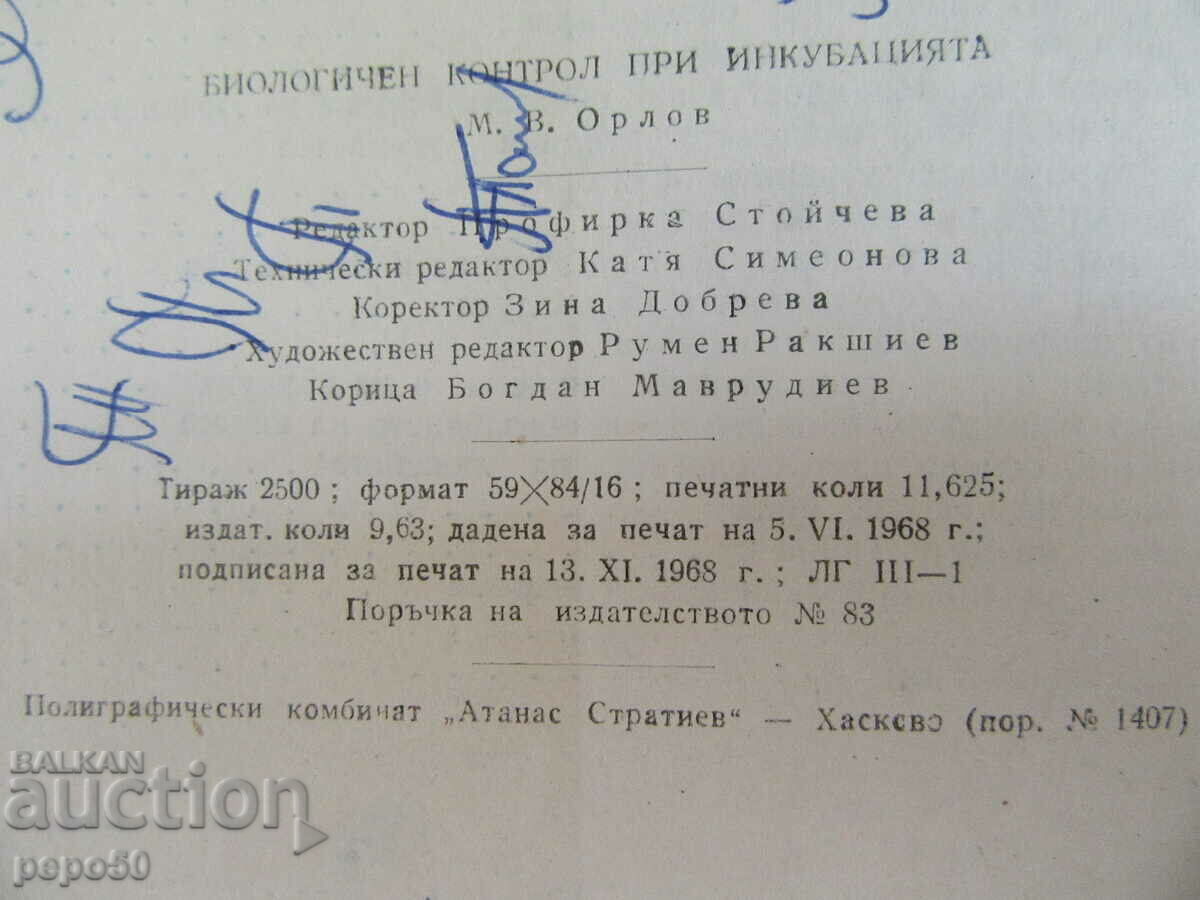 БИОЛОГИЧЕН КОНТРОЛ ПРИ ИНКУБАЦИЯТА
М. В. Орлов
Редактор Профирка Стойчева
Технически редактор Катя Симеонова
Коректор Зина Добрева
Художествен редактор Румен Ракшиев
Корица Богдан Маврудиев
Тираж 2500; формат 59×84/16; печатни коли 11,625;
издат. коли 9,63; дадена за печат на 5. VI. 1968 г.;
подписана за печат на 13. XI. 1968 г.; ЛГ III—1
Поръчка на издателството № 83
Полиграфически комбинат „Атанас Стратиев“ — Хасково (пор. № 1407)
BALKAN
auction
pepo50